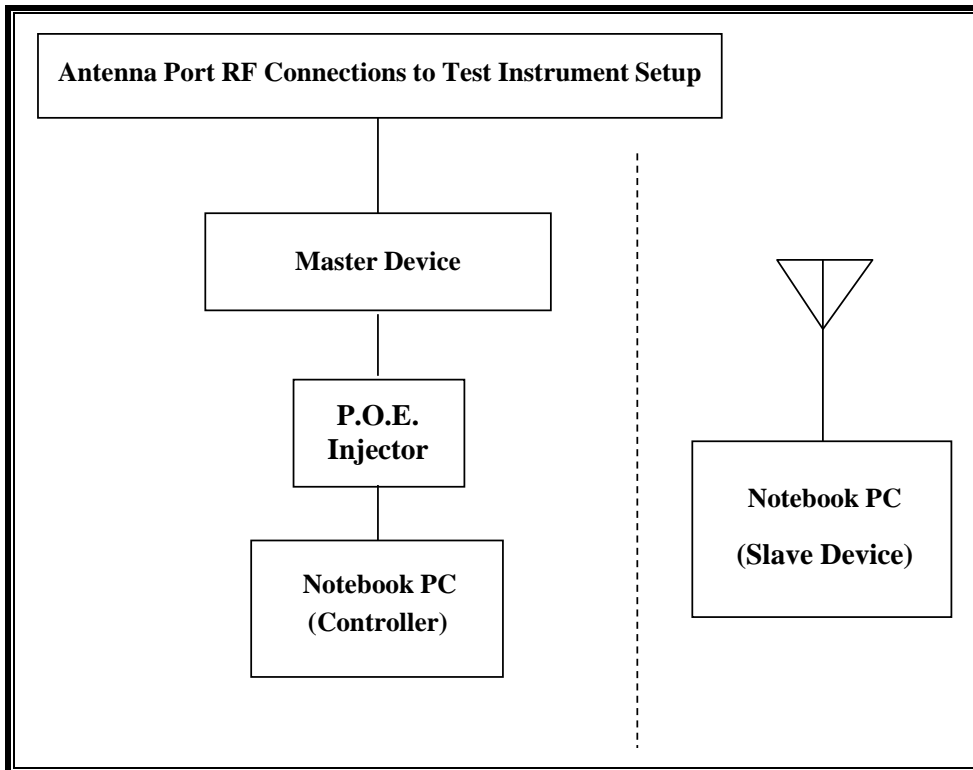 Antenna Port RF Connections to Test Instrument Setup
Master Device
P.O.E.
Injector
Notebook PC
(Controller)
Notebook PC
(Slave Device)